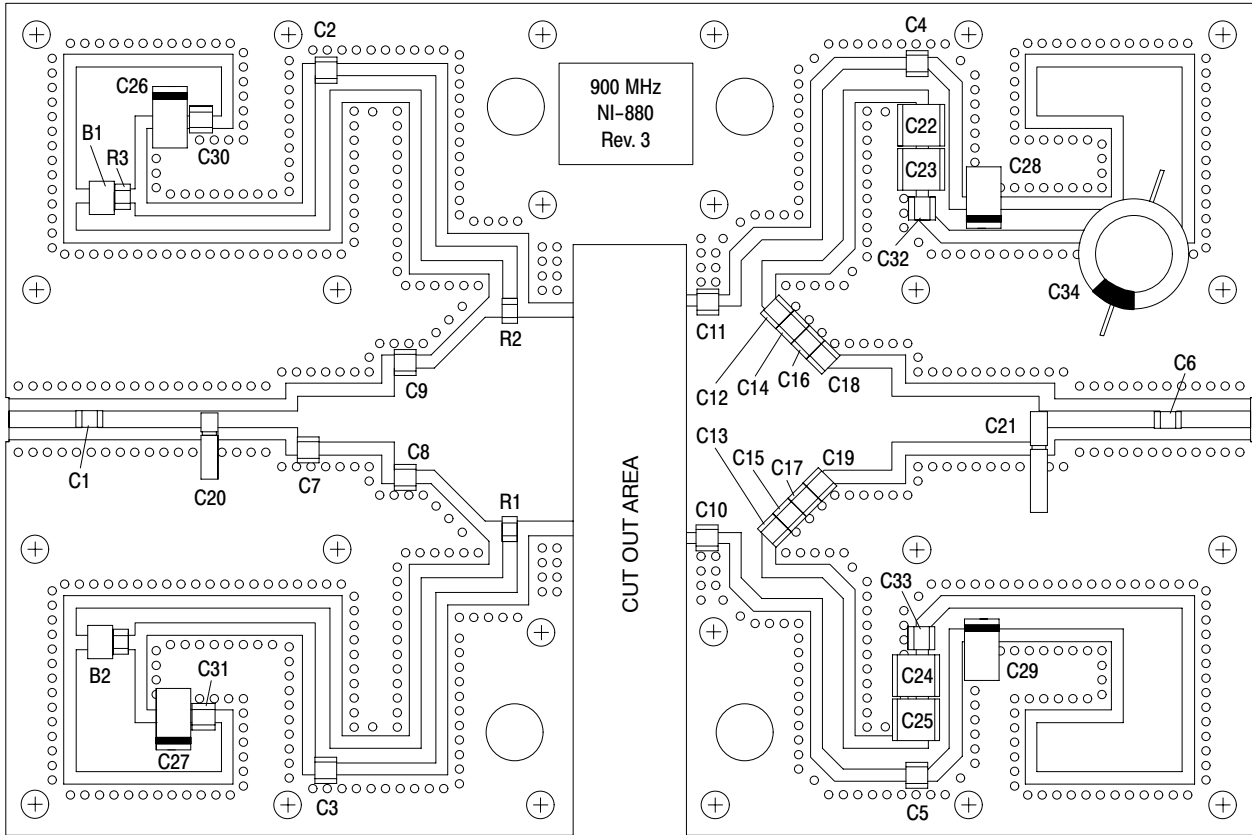 C2
C4
C26
900 MHz
NI-880
Rev. 3
B1
R3
C30
C22
C23
C28
C32
C34
C11
R2
C12
C14
C16
C18
C9
C6
C1
C20
C7
C8
C21
C13
C15
C17
C19
R1
C10
CUT OUT AREA
C33
B2
C31
C24
C29
C25
C27
C3
C5